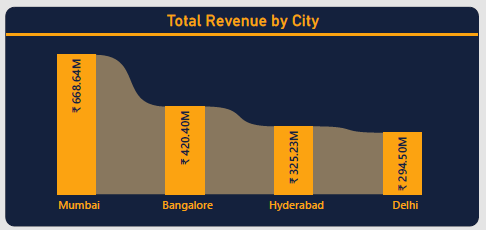 Total Revenue by City
₹ 668.64M
₹ 420.40M
₹ 325.23M
₹ 294.50M
Mumbai Bangalore Hyderabad Delhi